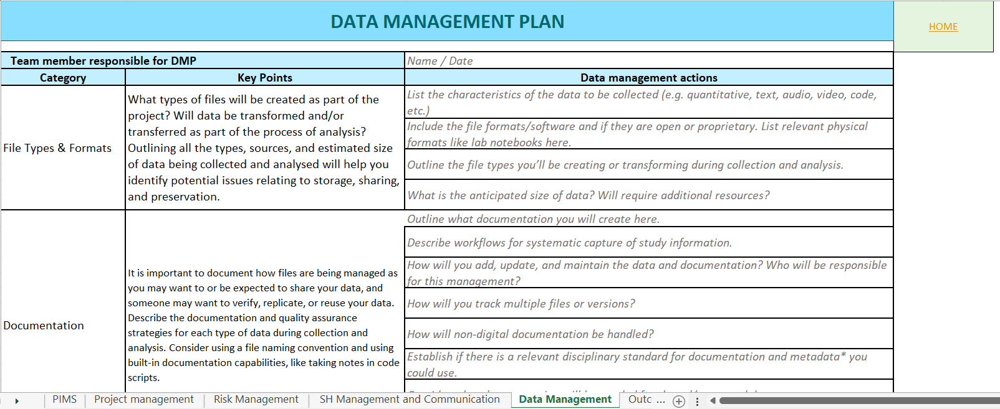 DATA MANAGEMENT PLAN
HOME
Team member responsible for DMP
Name / Date
Category
Key Points
Data management actions
File Types & Formats
What types of files will be created as part of the
project? Will data be transformed and/or
transferred as part of the process of analysis?
Outlining all the types, sources, and estimated size
of data being collected and analysed will help you
identify potential issues relating to storage, sharing,
and preservation.
List the characteristics of the data to be collected (e.g. quantitative, text, audio, video, code,
etc.)
Include the file formats/software and if they are open or proprietary. List relevant physical
formats like lab notebooks here.
Outline the file types you’ll be creating or transforming during collection and analysis.
What is the anticipated size of data? Will require additional resources?
Documentation
It is important to document how files are being managed as
you may want to or be expected to share your data, and
someone may want to verify, replicate, or reuse your data.
Describe the documentation and quality assurance
strategies for each type of data during collection and
analysis. Consider using a file naming convention and using
built-in documentation capabilities, like taking notes in code
scripts.
Outline what documentation you will create here.
Describe workflows for systematic capture of study information.
How will you add, update, and maintain the data and documentation? Who will be responsible
for this management?
How will you track multiple files or versions?
How will non-digital documentation be handled?
Establish if there is a relevant disciplinary standard for documentation and metadata* you
could use.
PIMS
Project management
Risk Management
SH Management and Communication
Data Management
Outc ...